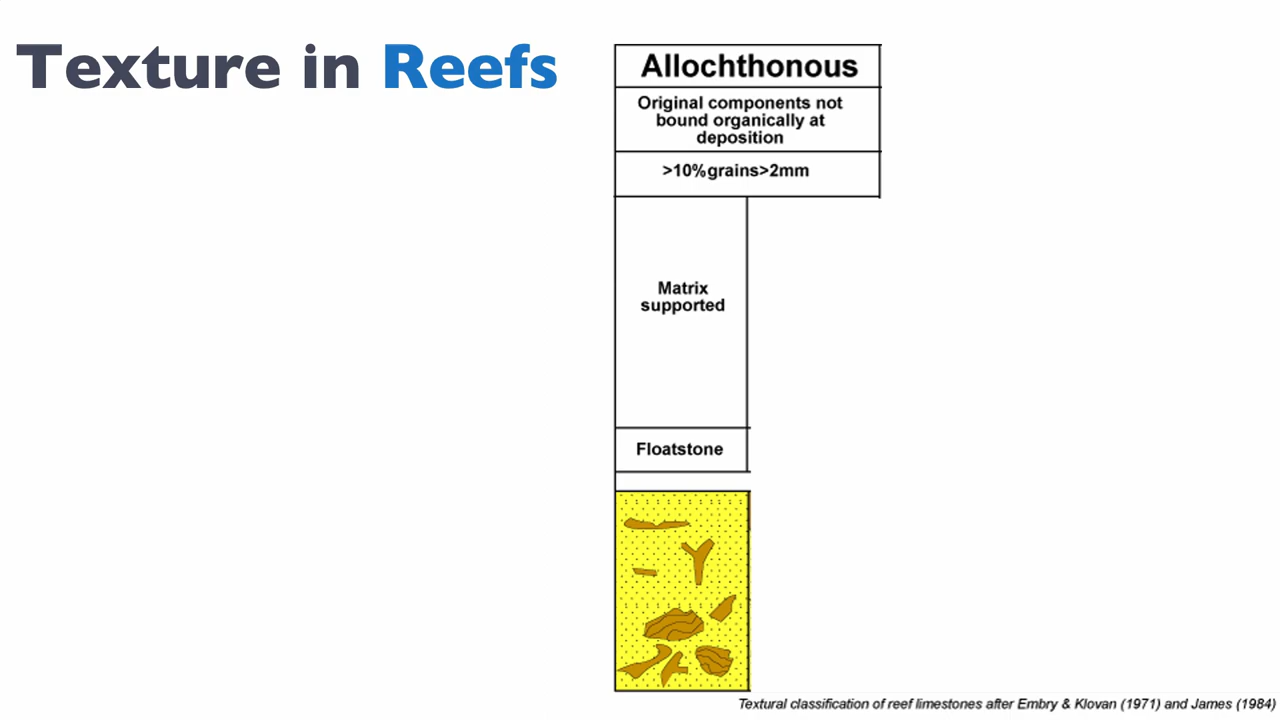 Texture in Reefs
Allochthonous
Original components not
bound organically at
deposition
>10%grains>2mm
Matrix
supported
Floatstone
Textural classification of reef limestones after Embry & Klovan (1971) and James (1984)